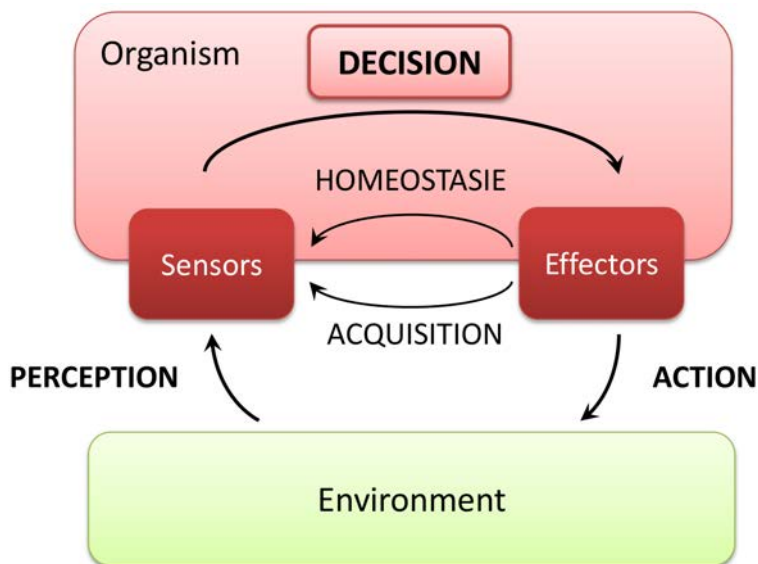 Organism
DECISION
HOMEOSTASIE
Sensors
Effectors
ACQUISITION
PERCEPTION
ACTION
Environment